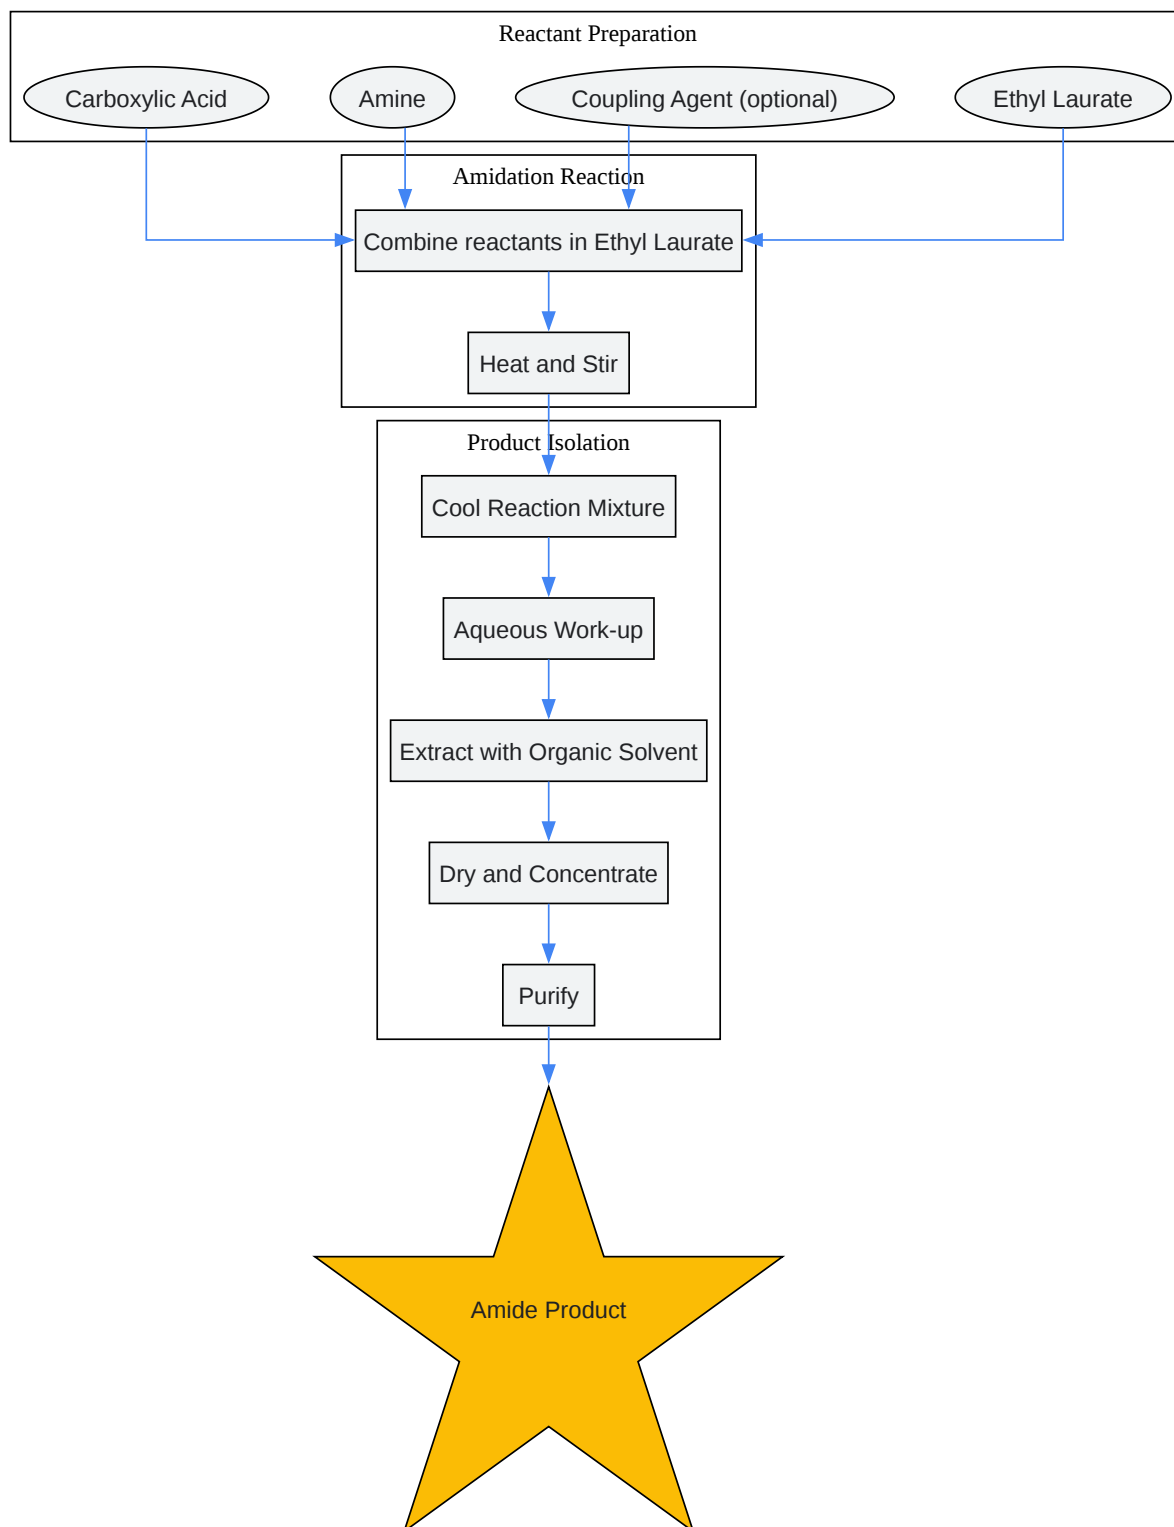 Reactant Preparation
Carboxylic Acid
Amine
Coupling Agent (optional)
Ethyl Laurate
Amidation Reaction
Combine reactants in Ethyl Laurate
Heat and Stir
Product Isolation
Cool Reaction Mixture
Aqueous Work-up
Extract with Organic Solvent
Dry and Concentrate
Purify
Amide Product